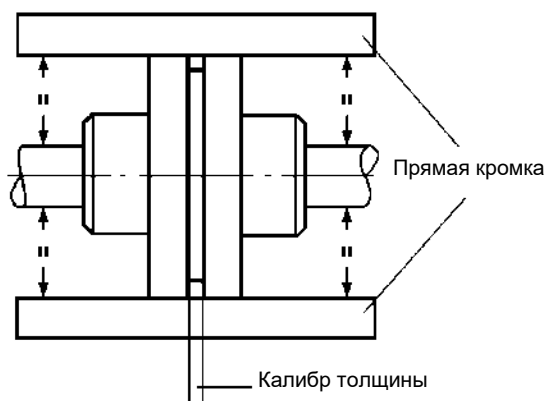 Прямая кромка
Калибр толщины